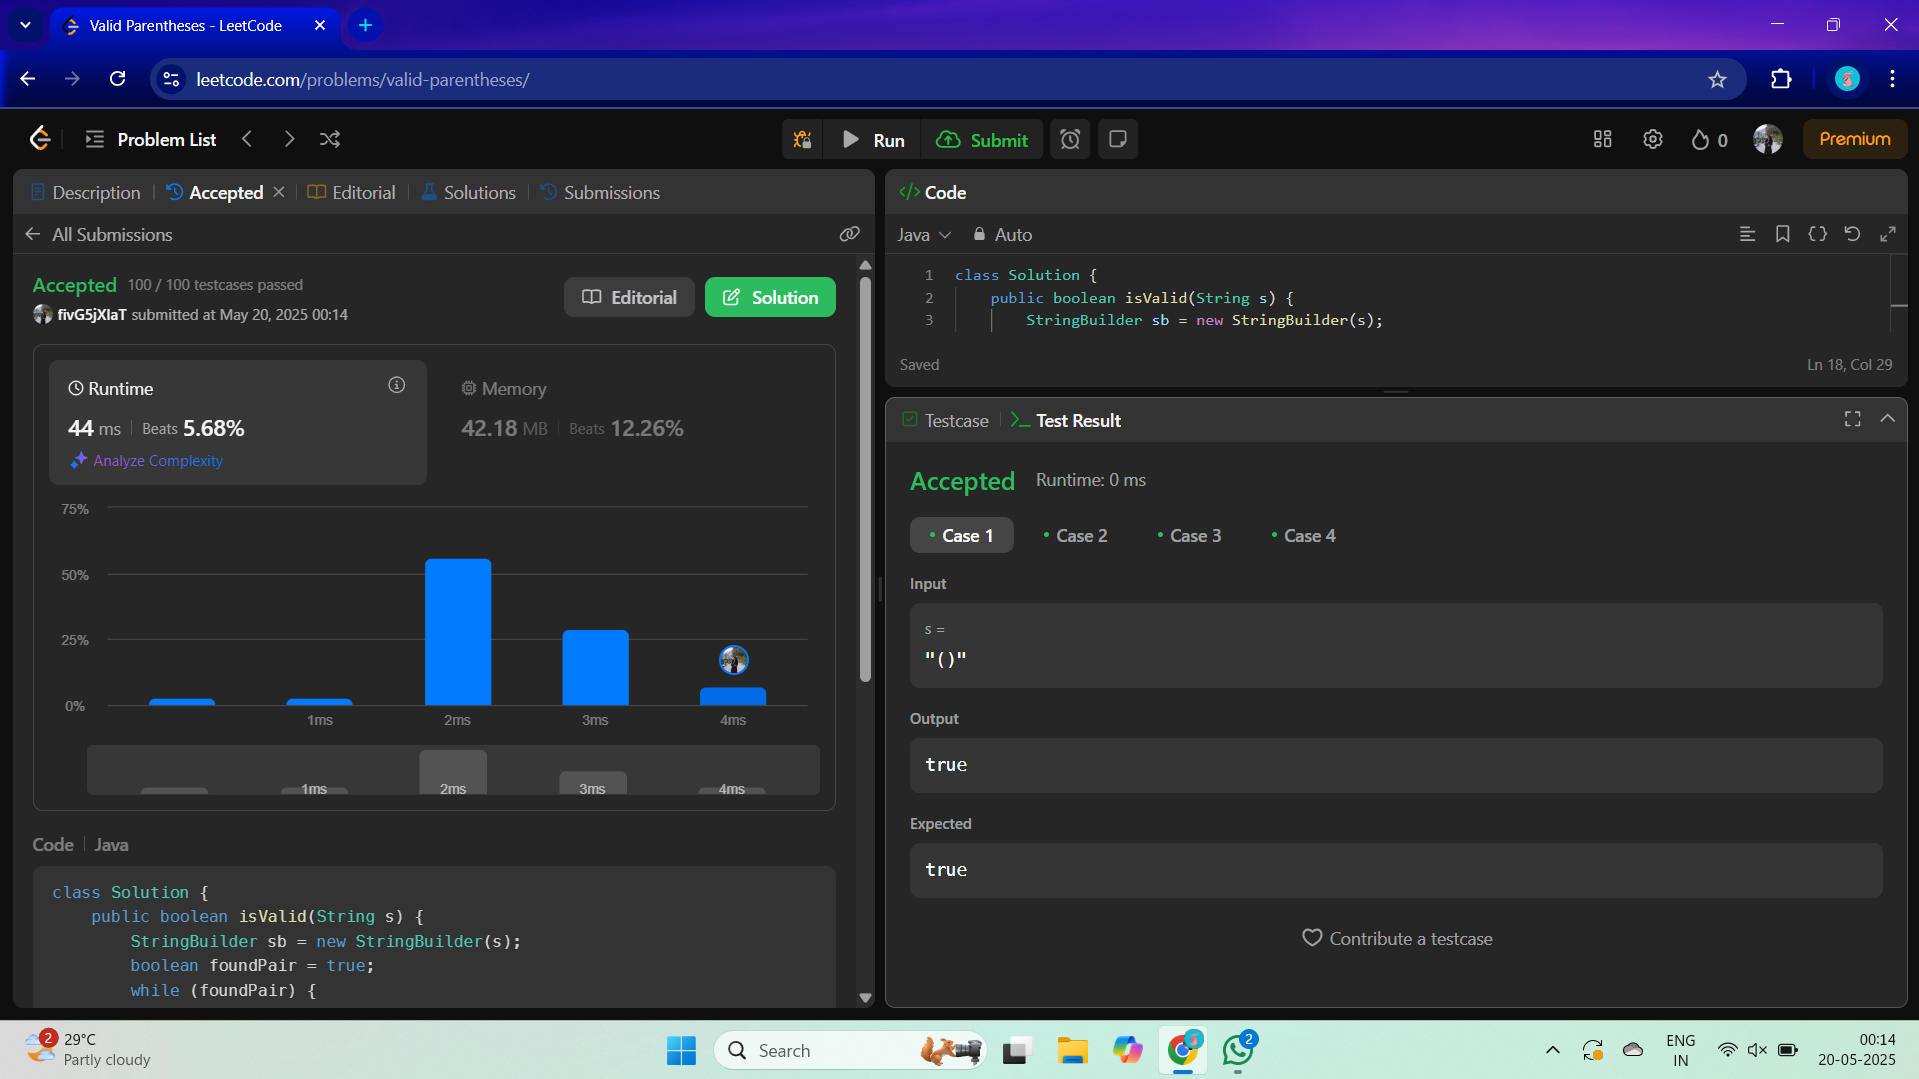 Valid Parentheses - LeetCode
leetcode.com/problems/valid-parentheses/
Problem List
Run
Submit
0
Premium
Description
Accepted
Editorial
Solutions
Submissions
All Submissions
Accepted 100 / 100 testcases passed
fivG5jXIaT submitted at May 20, 2025 00:14
Editorial
Solution
Runtime
44 ms
Beats 5.68%
Analyze Complexity
Memory
42.18 MB
Beats 12.26%
75%
50%
25%
0%
1ms
2ms
3ms
4ms
1ms
2ms
3ms
4ms
Code
Java
class Solution {
public boolean isValid(String s) {
StringBuilder sb = new StringBuilder(s);
boolean foundPair = true;
while (foundPair) {
</> Code
Java
Auto
1 class Solution {
2 public boolean isValid(String s) {
3 StringBuilder sb = new StringBuilder(s);
Saved
Ln 18, Col 29
Testcase
Test Result
Accepted
Runtime: 0 ms
Case 1
Case 2
Case 3
Case 4
Input
s =
"()"
Output
true
Expected
true
Contribute a testcase
2
29°C
Partly cloudy
Search
2
ENG
IN
00:14
20-05-2025